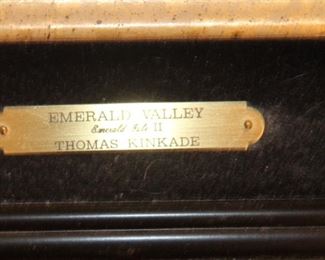 EMERALD VALLEY
Emerald Isle II
THOMAS KINKADE